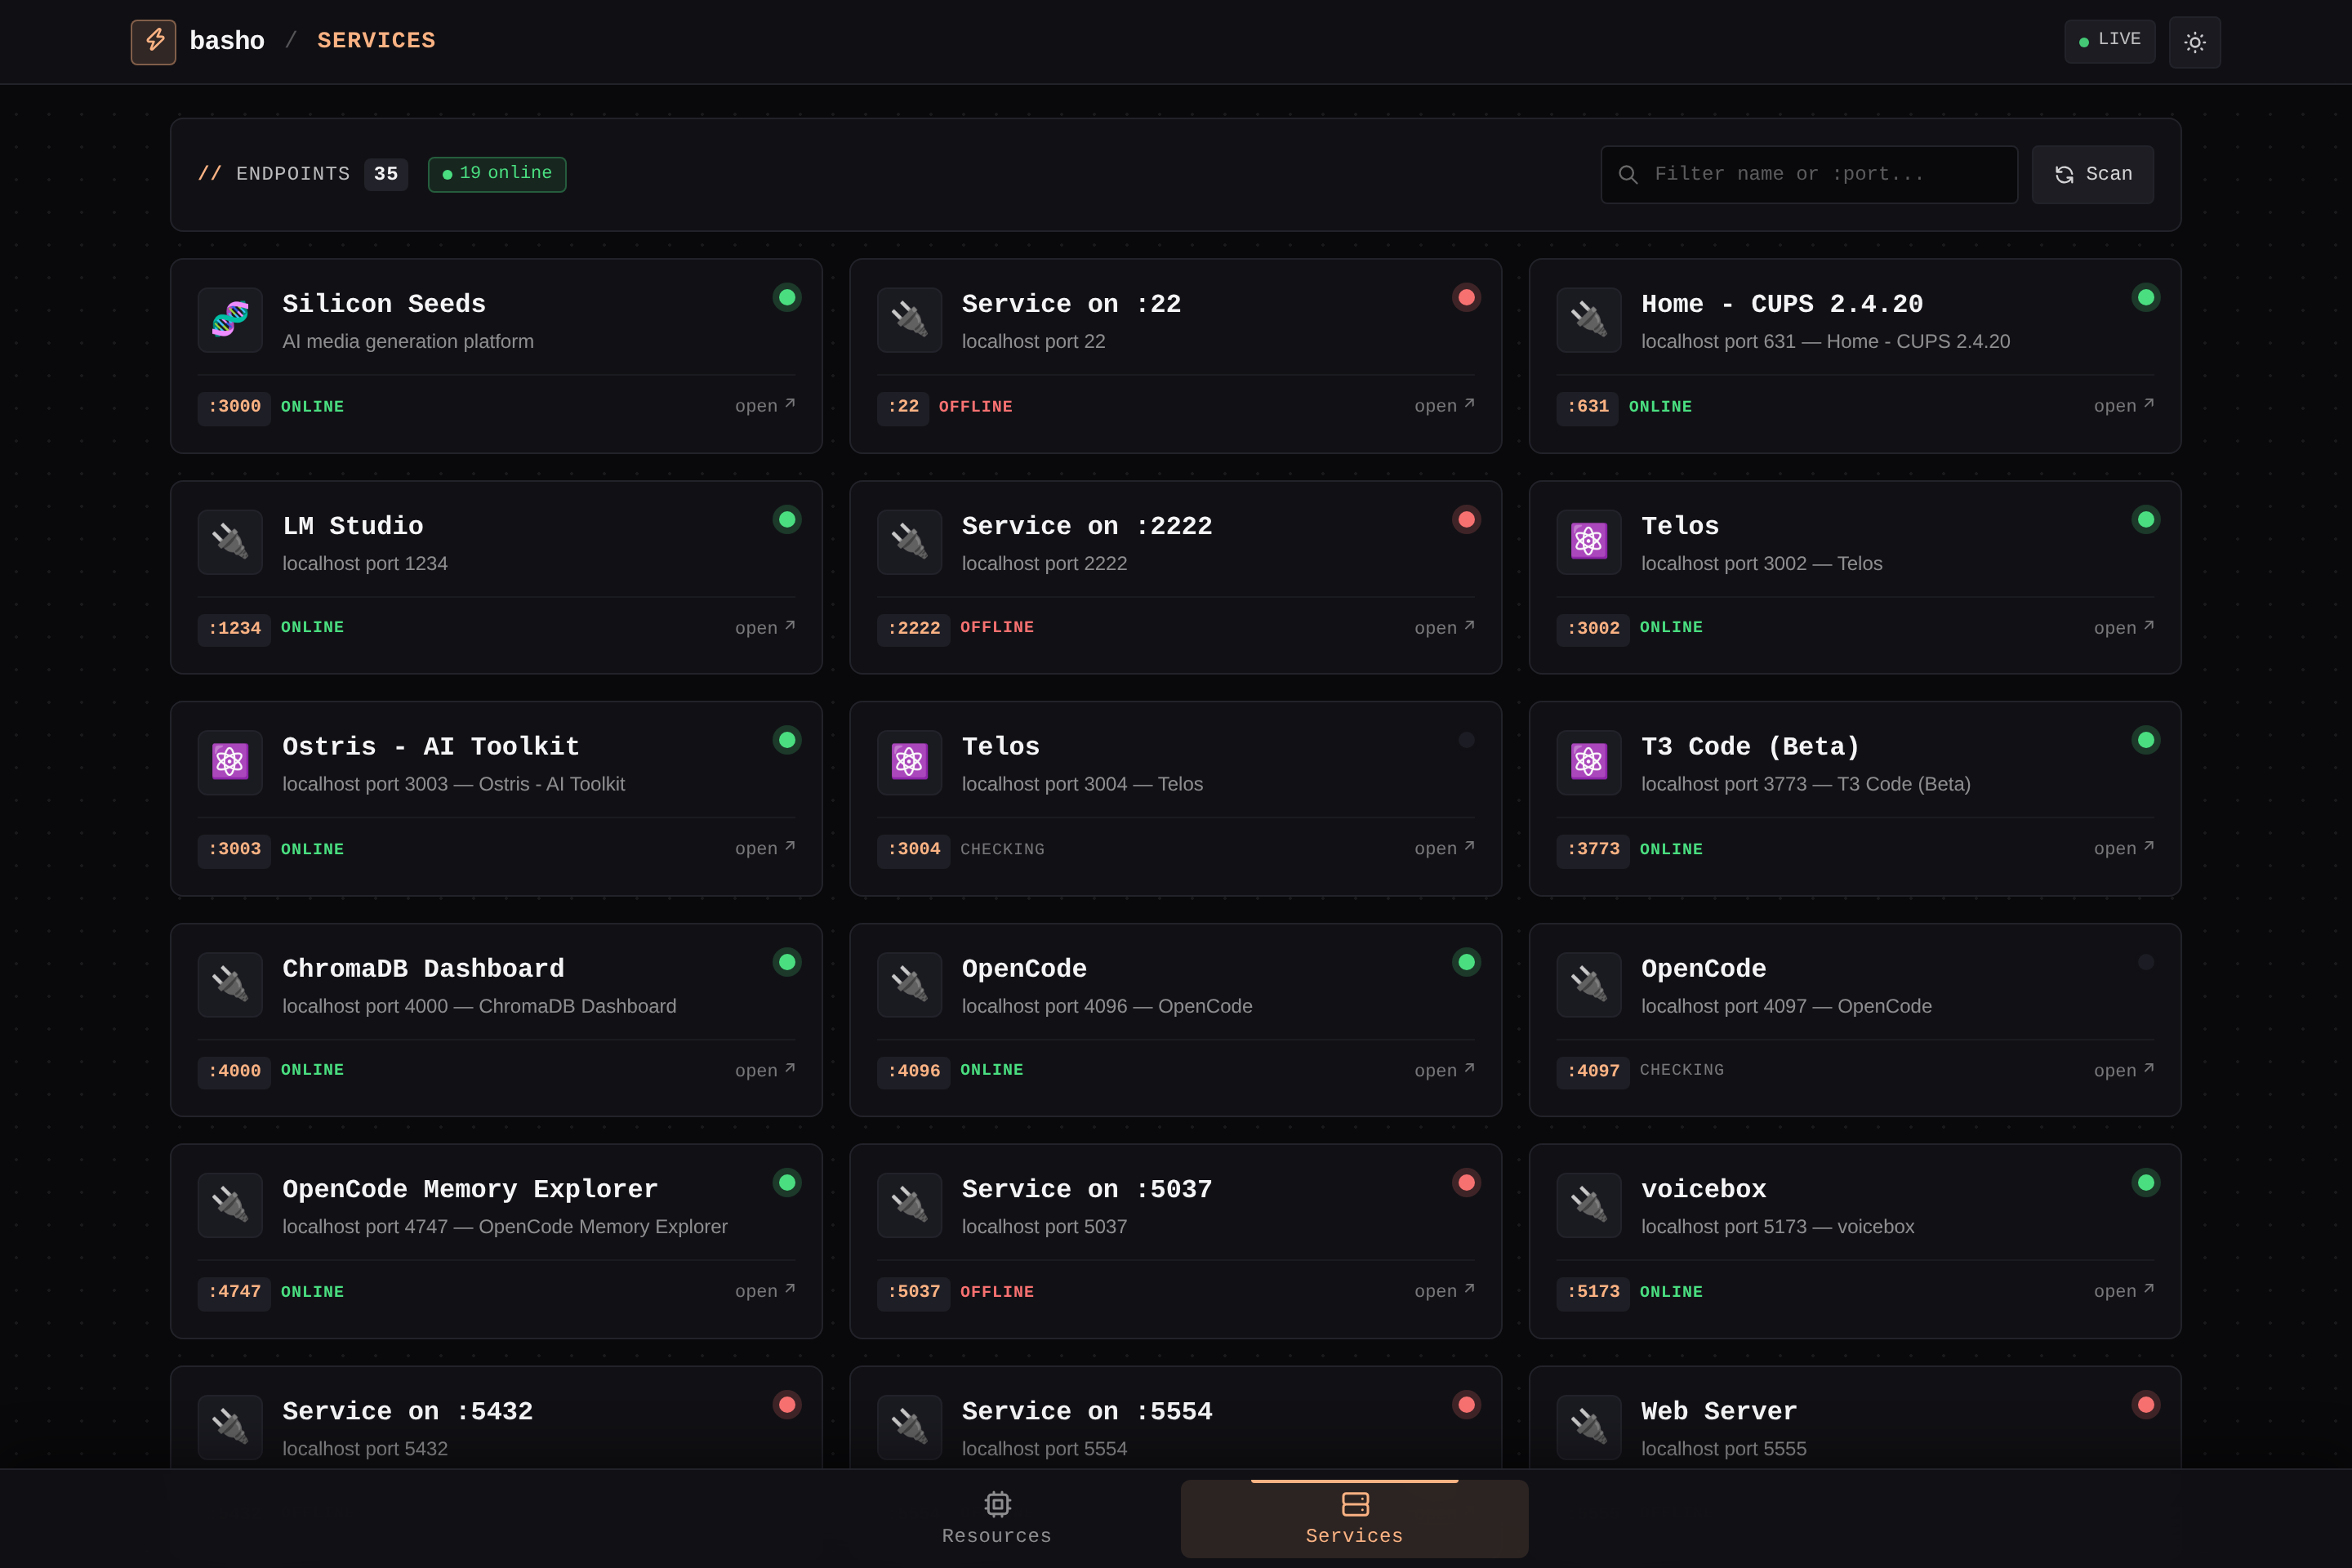 basho / SERVICES
LIVE
// ENDPOINTS 35
19 online
Filter name or :port...
Scan
Silicon Seeds
AI media generation platform
:3000 ONLINE
open
Service on :22
localhost port 22
:22 OFFLINE
open
Home - CUPS 2.4.20
localhost port 631 — Home - CUPS 2.4.20
:631 ONLINE
open
LM Studio
localhost port 1234
:1234 ONLINE
open
Service on :2222
localhost port 2222
:2222 OFFLINE
open
Telos
localhost port 3002 — Telos
:3002 ONLINE
open
Ostris - AI Toolkit
localhost port 3003 — Ostris - AI Toolkit
:3003 ONLINE
open
Telos
localhost port 3004 — Telos
:3004 CHECKING
open
T3 Code (Beta)
localhost port 3773 — T3 Code (Beta)
:3773 ONLINE
open
ChromaDB Dashboard
localhost port 4000 — ChromaDB Dashboard
:4000 ONLINE
open
OpenCode
localhost port 4096 — OpenCode
:4096 ONLINE
open
OpenCode
localhost port 4097 — OpenCode
:4097 CHECKING
open
OpenCode Memory Explorer
localhost port 4747 — OpenCode Memory Explorer
:4747 ONLINE
open
Service on :5037
localhost port 5037
:5037 OFFLINE
open
voicebox
localhost port 5173 — voicebox
:5173 ONLINE
open
Service on :5432
localhost port 5432
Service on :5554
localhost port 5554
Web Server
localhost port 5555
Resources
Services